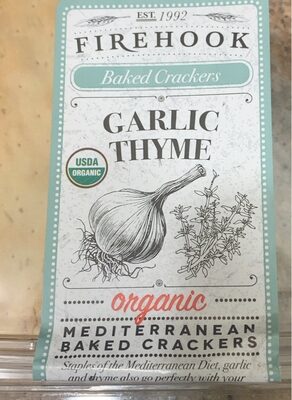 EST. 1992
FIREHOOK
Baked Crackers
GARLIC
THYME
USDA
ORGANIC
organic
MEDITERRANEAN
BAKED CRACKERS
Staples of the Mediterranean Diet, garlic
and thyme also go perfectly with your